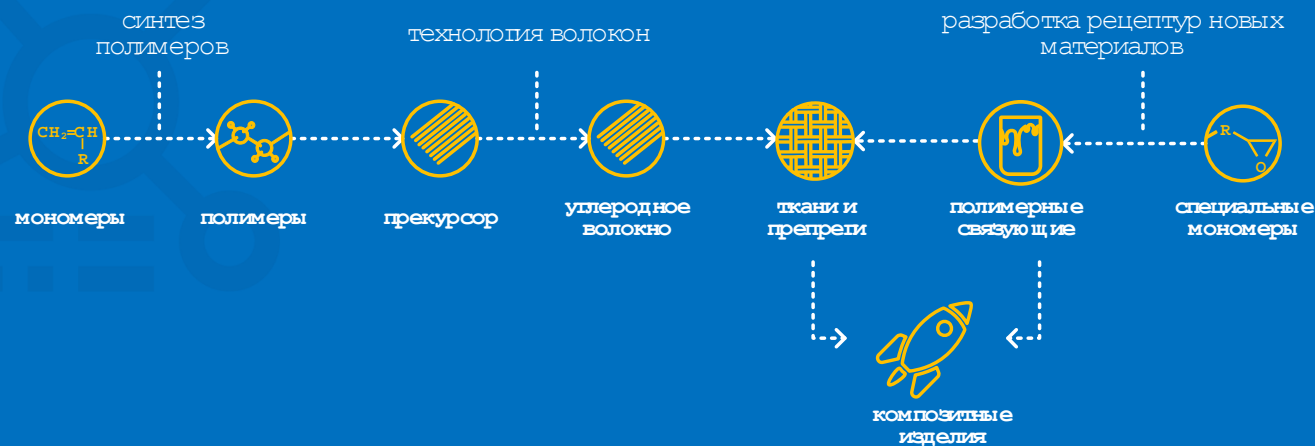 синтез
полимеров
технология волокон
разработка рецептур новых
материалов
CH₂=CH
R
R
O
мономеры
полимеры
прекурсор
углеродное
волокно
ткани и
препреги
полимерные
связующие
специальные
мономеры
композитные
изделия